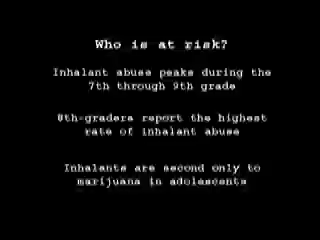 Who is at risk?
Inhalant abuse peaks during the
7th through 9th grade
8th-graders report the highest
rate of inhalant abuse
Inhalants are second only to
marijuana in adolescents